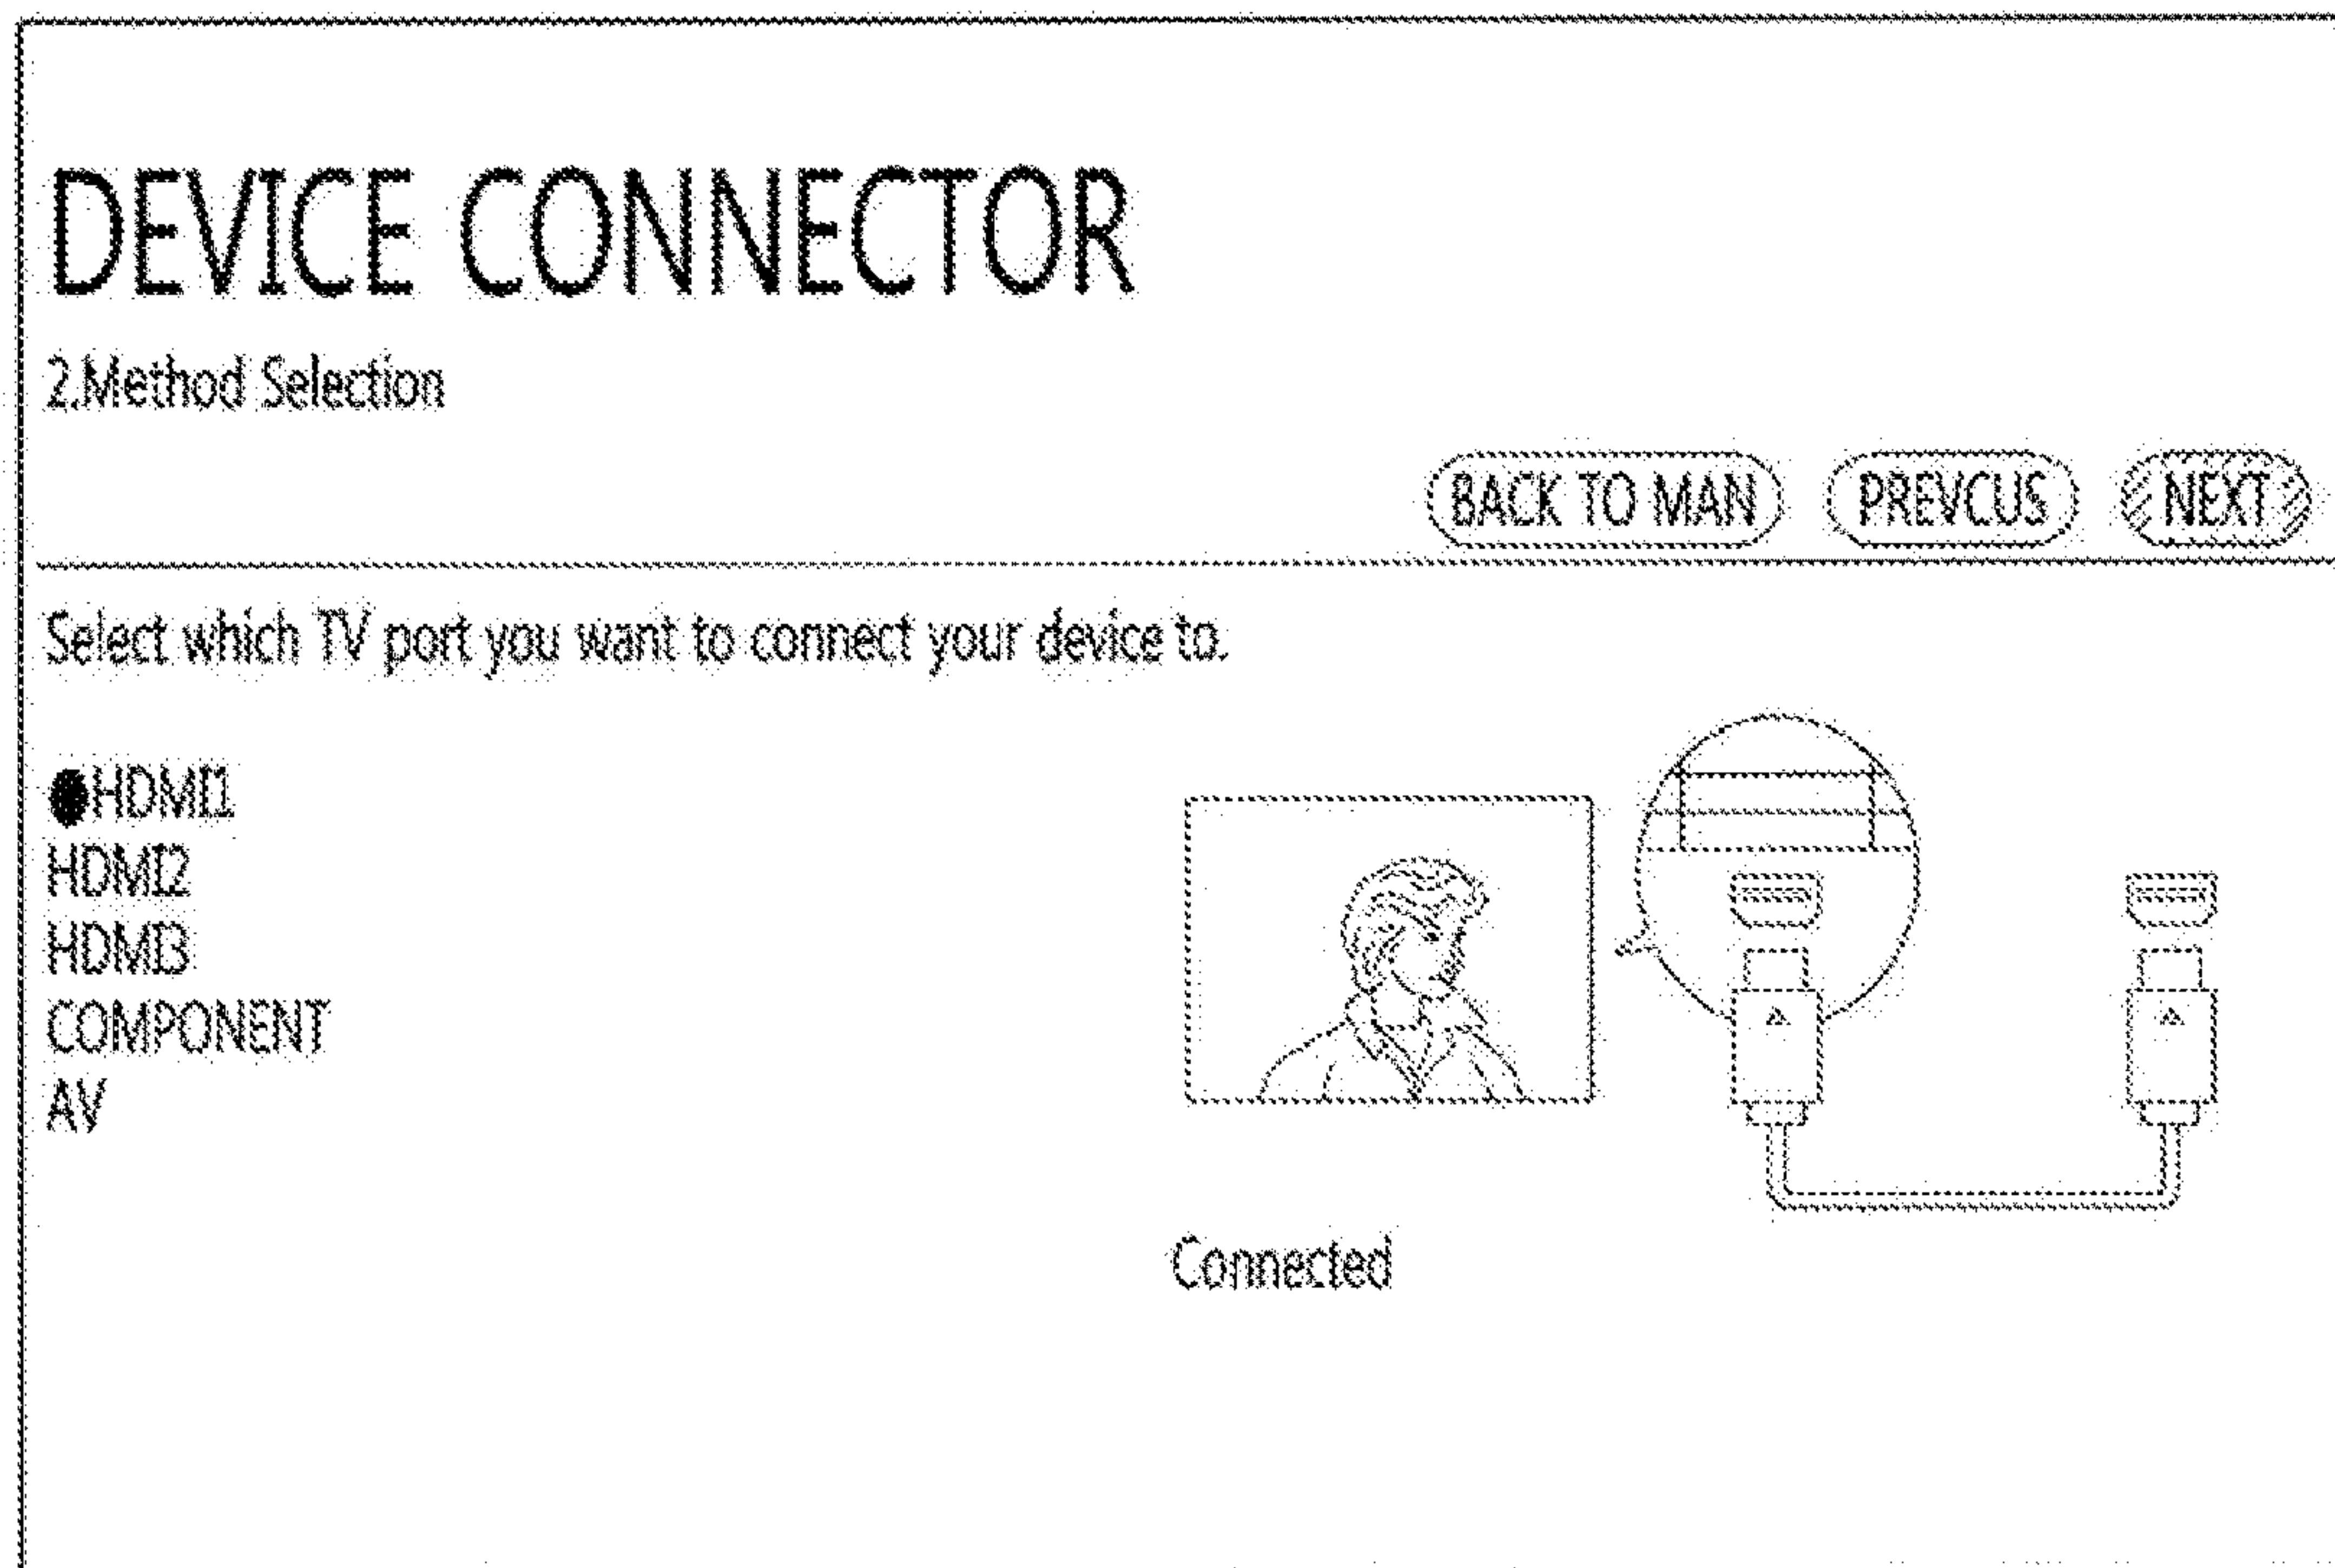 DEVICE CONNECTOR
2.Method Selection
BACK TO MAN PREVCUS NEXT
Select which TV port you want to connect your device to.
HDMI1
HDMI2
HDMI3
COMPONENT
AV
Connected